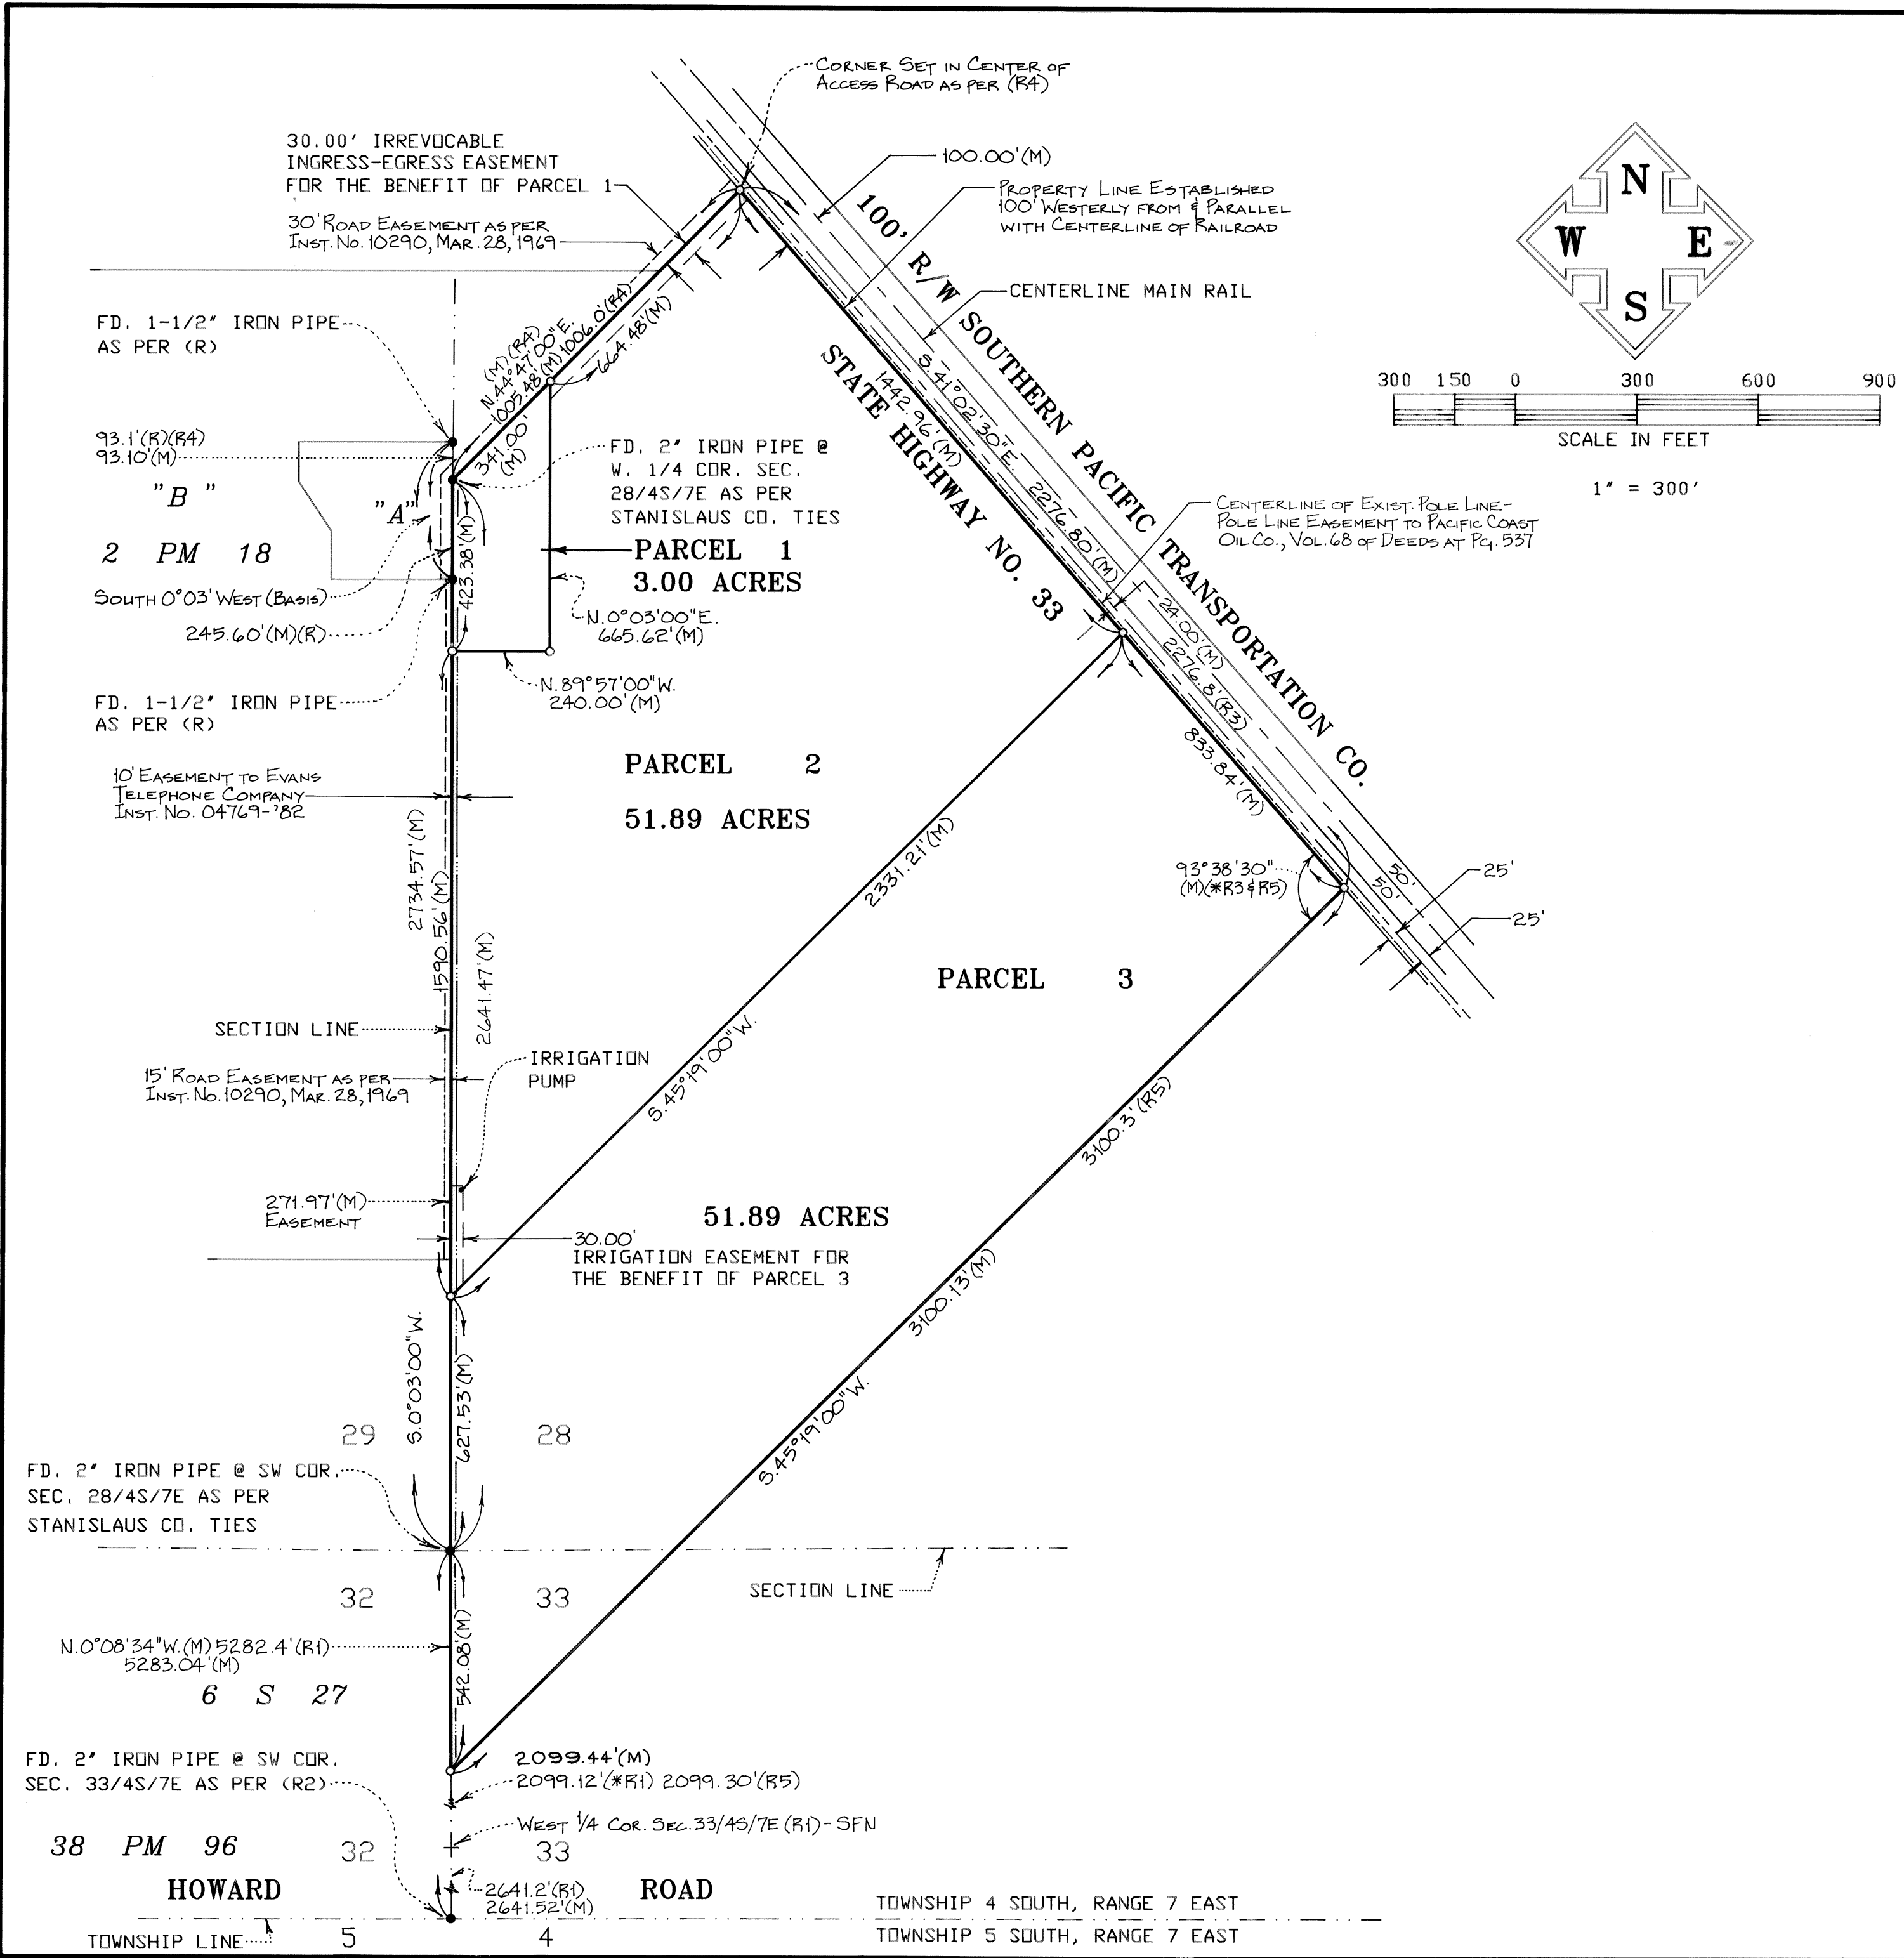 CORNER SET IN CENTER OF
ACCESS ROAD AS PER (R4)
30.00' IRREVOCABLE
INGRESS-EGRESS EASEMENT
FOR THE BENEFIT OF PARCEL 1
30' ROAD EASEMENT AS PER
INST. NO. 10290, MAR. 28, 1969
100.00'(M)
PROPERTY LINE ESTABLISHED
100' WESTERLY FROM & PARALLEL
WITH CENTERLINE OF RAILROAD
CENTERLINE MAIN RAIL
100' R/W SOUTHERN PACIFIC TRANSPORTATION CO.
STATE HIGHWAY NO. 33
N
W E
S
300 150 0 300 600 900
SCALE IN FEET
1" = 300'
FD. 1-1/2" IRON PIPE
AS PER (R)
(M)(R4)
N.44°47'00"E.
1005.48'(M) 1006.0'(R4)
664.48'(M)
341.00'
(M)
S.41°02'30"E. 2276.80'(M)
1442.96'(M)
93.1'(R)(R4)
93.10'(M)
"B "
"A"
2 PM 18
FD. 2" IRON PIPE @
W. 1/4 COR. SEC.
28/4S/7E AS PER
STANISLAUS CO. TIES
PARCEL 1
3.00 ACRES
CENTERLINE OF EXIST. POLE LINE-
POLE LINE EASEMENT TO PACIFIC COAST
OIL CO., VOL. 68 OF DEEDS AT PG. 537
423.38'(M)
SOUTH 0°03' WEST (BASIS)
245.60'(M)(R)
N.0°03'00"E.
665.62'(M)
24.00'(M)
2276.8'(R3)
FD. 1-1/2" IRON PIPE
AS PER (R)
N.89°57'00"W.
240.00'(M)
833.84'(M)
PARCEL 2
51.89 ACRES
10' EASEMENT TO EVANS
TELEPHONE COMPANY
INST. NO. 04769-'82
2734.57'(M)
1590.56'(M)
2641.47'(M)
2331.21'(M)
S.45°19'00"W.
93°38'30"
(M)(*R3&R5)
50'
50'
25'
25'
PARCEL 3
51.89 ACRES
SECTION LINE
15' ROAD EASEMENT AS PER
INST. NO. 10290, MAR. 28, 1969
IRRIGATION
PUMP
3100.3'(R5)
271.97'(M)
EASEMENT
30.00'
IRRIGATION EASEMENT FOR
THE BENEFIT OF PARCEL 3
3100.13'(M)
S.45°19'00"W.
S.0°03'00"W.
627.53'(M)
29 28
FD. 2" IRON PIPE @ SW COR.
SEC. 28/4S/7E AS PER
STANISLAUS CO. TIES
32 33
SECTION LINE
N.0°08'34"W.(M) 5282.4'(R1)
5283.04'(M)
542.08'(M)
6 S 27
FD. 2" IRON PIPE @ SW COR.
SEC. 33/4S/7E AS PER (R2)
2099.44'(M)
2099.12'(*R1) 2099.30'(R5)
WEST 1/4 COR. SEC. 33/4S/7E (R1) - SFN
38 PM 96
32 33
HOWARD ROAD
2641.2'(R1)
2641.52'(M)
TOWNSHIP 4 SOUTH, RANGE 7 EAST
TOWNSHIP LINE
5 4
TOWNSHIP 5 SOUTH, RANGE 7 EAST